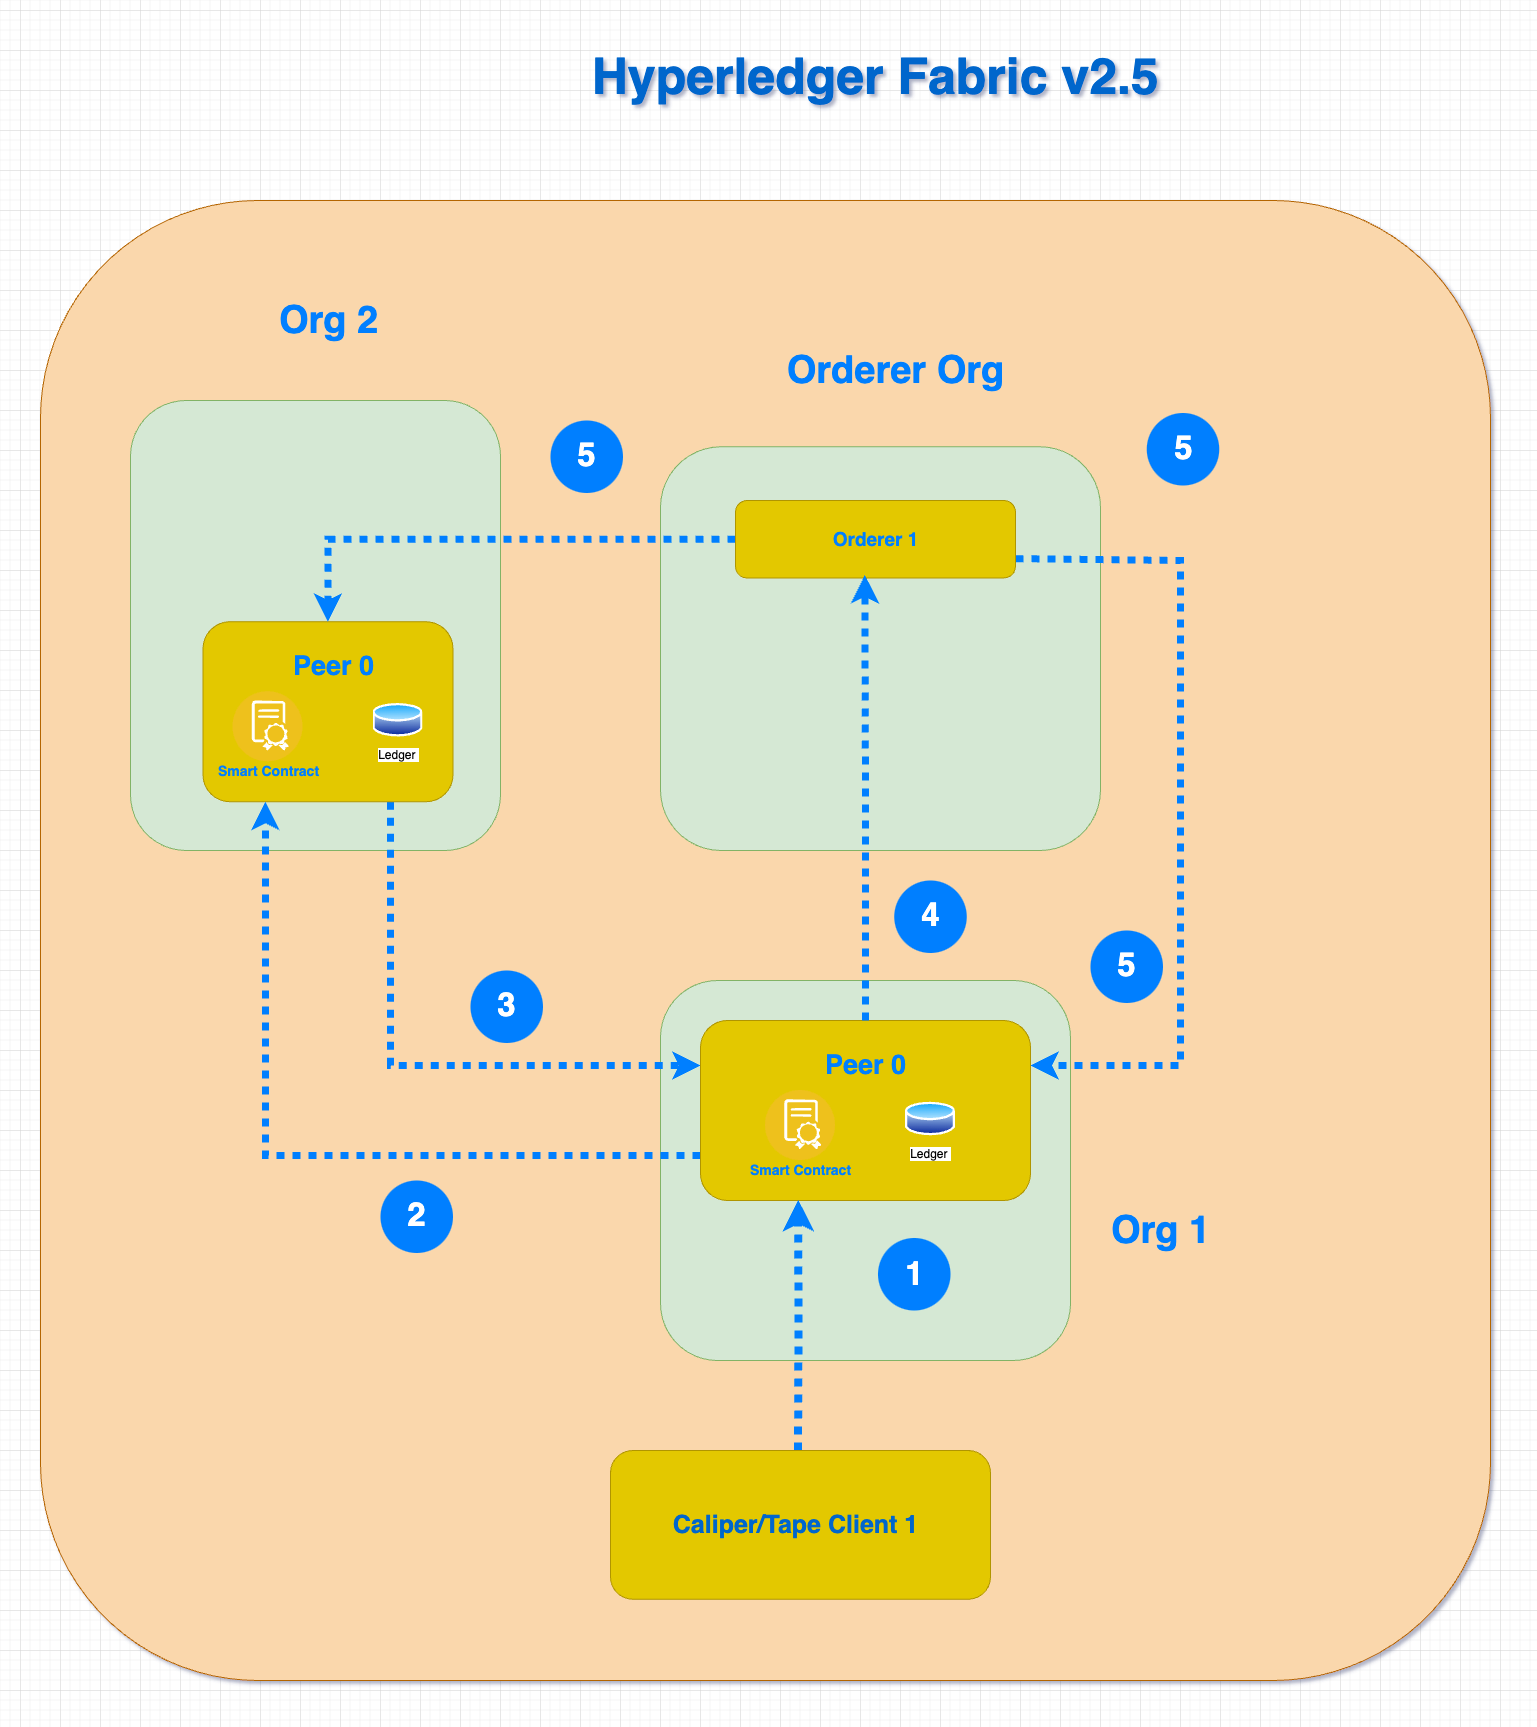 Hyperledger Fabric v2.5
Org 2
Orderer Org
5
5
Orderer 1
Peer 0
Smart Contract
Ledger
4
5
3
Peer 0
Smart Contract
Ledger
2
Org 1
1
Caliper/Tape Client 1